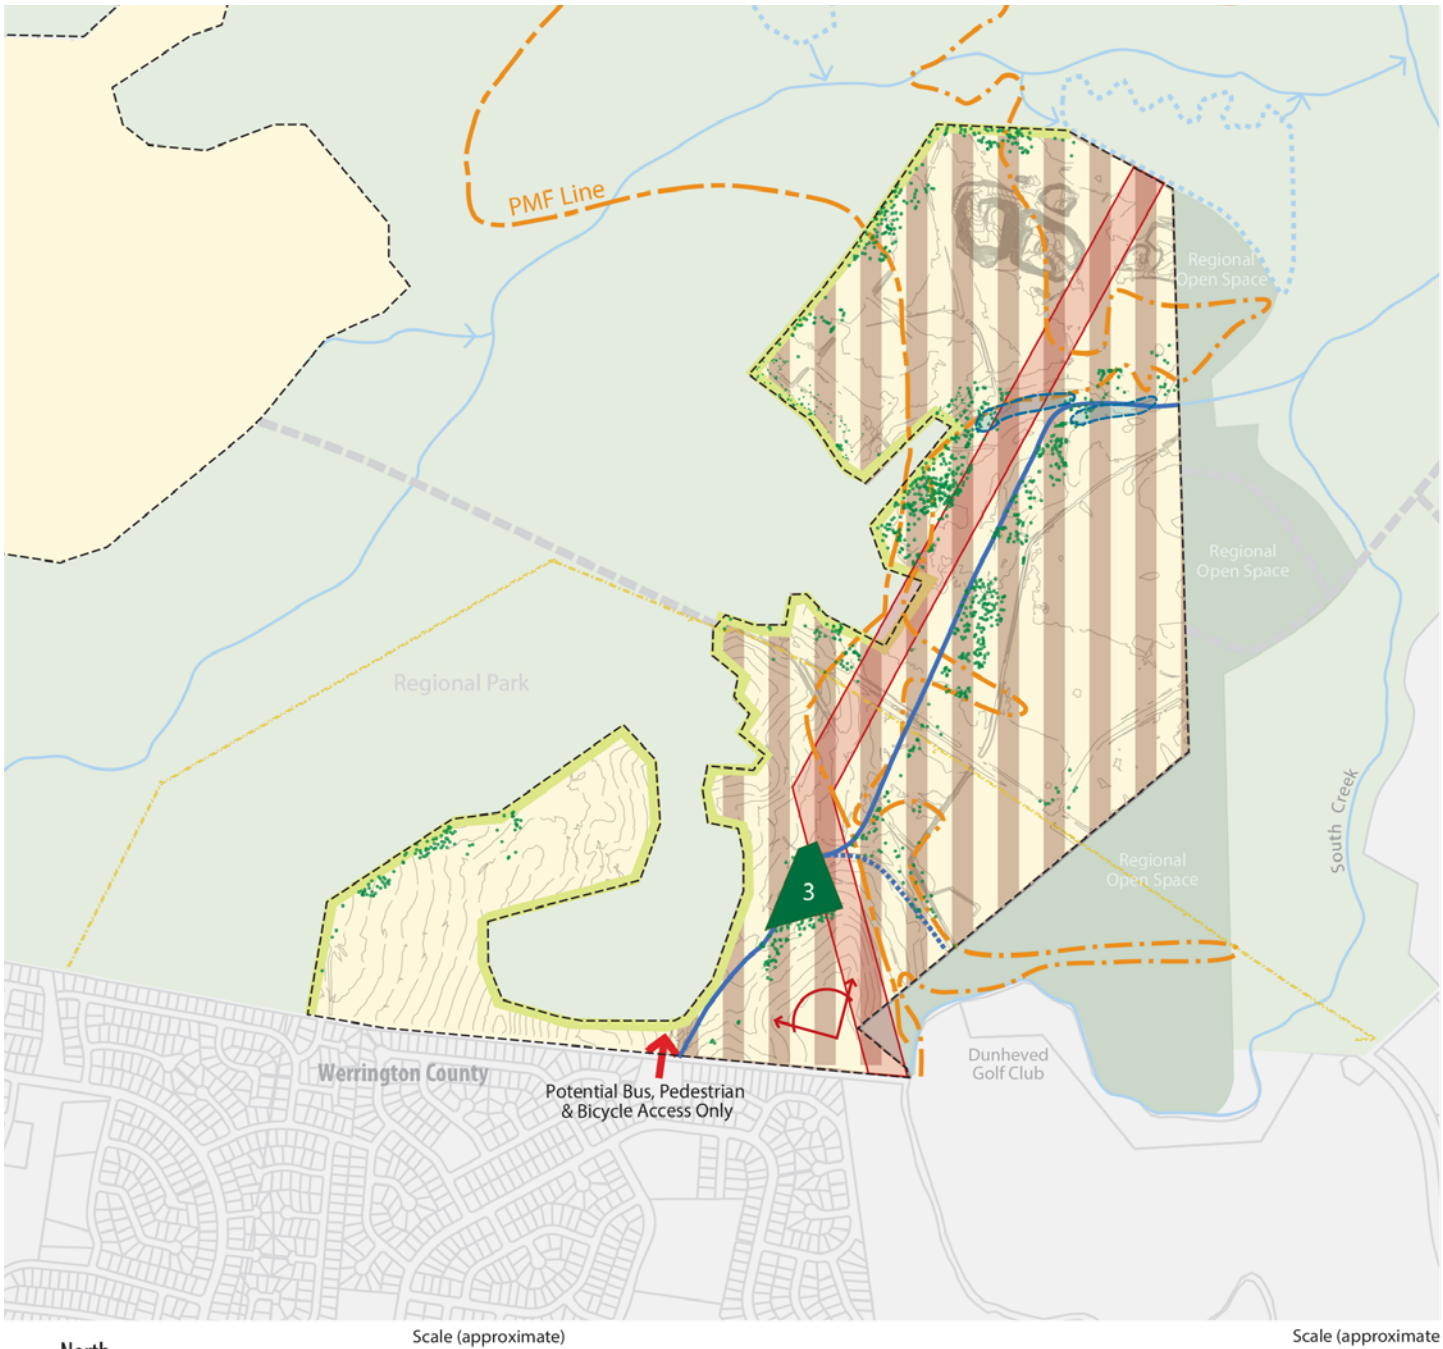 PMF Line
Regional
Open Space
Regional
Open Space
Regional Park
South Creek
3
Regional
Open Space
Werrington County
Potential Bus, Pedestrian
& Bicycle Access Only
Dunheved
Golf Club
North
Scale (approximate)
Scale (approximate